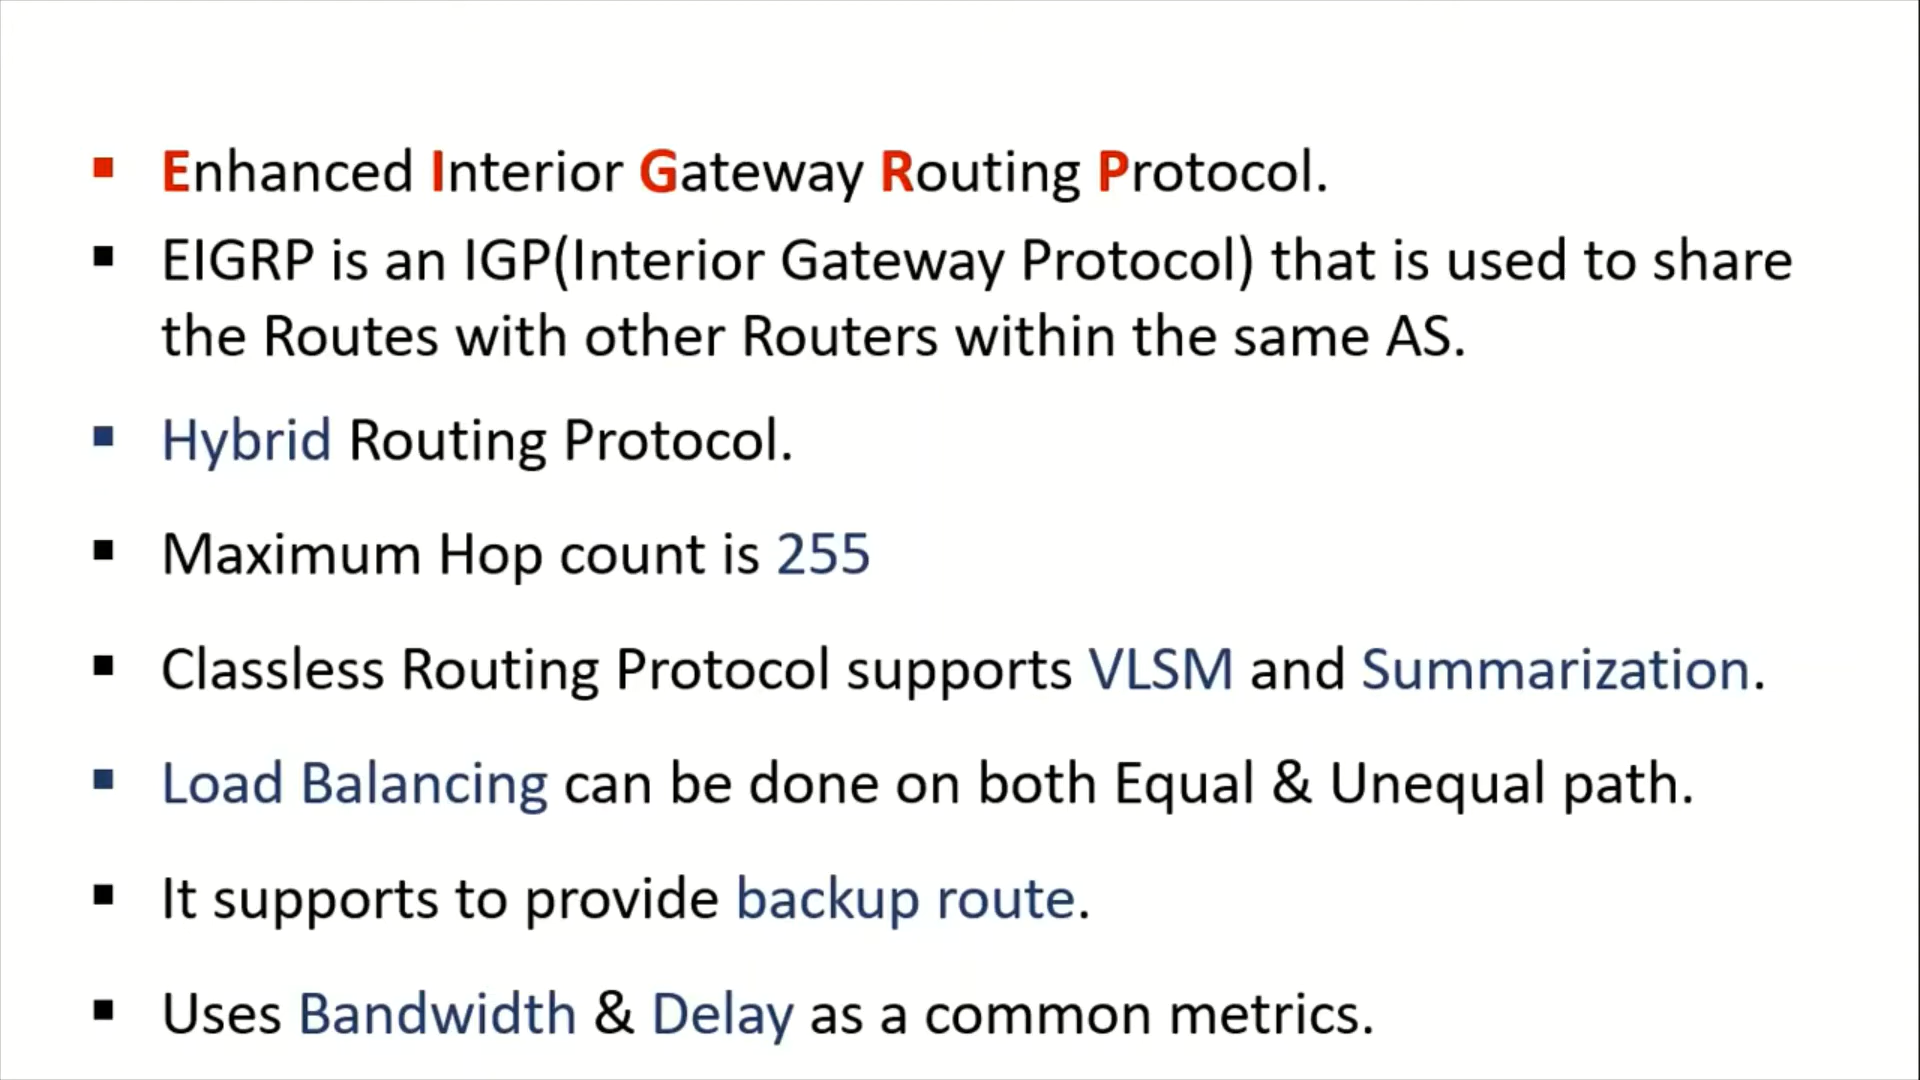 ▪ Enhanced Interior Gateway Routing Protocol.
▪ EIGRP is an IGP(Interior Gateway Protocol) that is used to share
the Routes with other Routers within the same AS.
▪ Hybrid Routing Protocol.
▪ Maximum Hop count is 255
▪ Classless Routing Protocol supports VLSM and Summarization.
▪ Load Balancing can be done on both Equal & Unequal path.
▪ It supports to provide backup route.
▪ Uses Bandwidth & Delay as a common metrics.